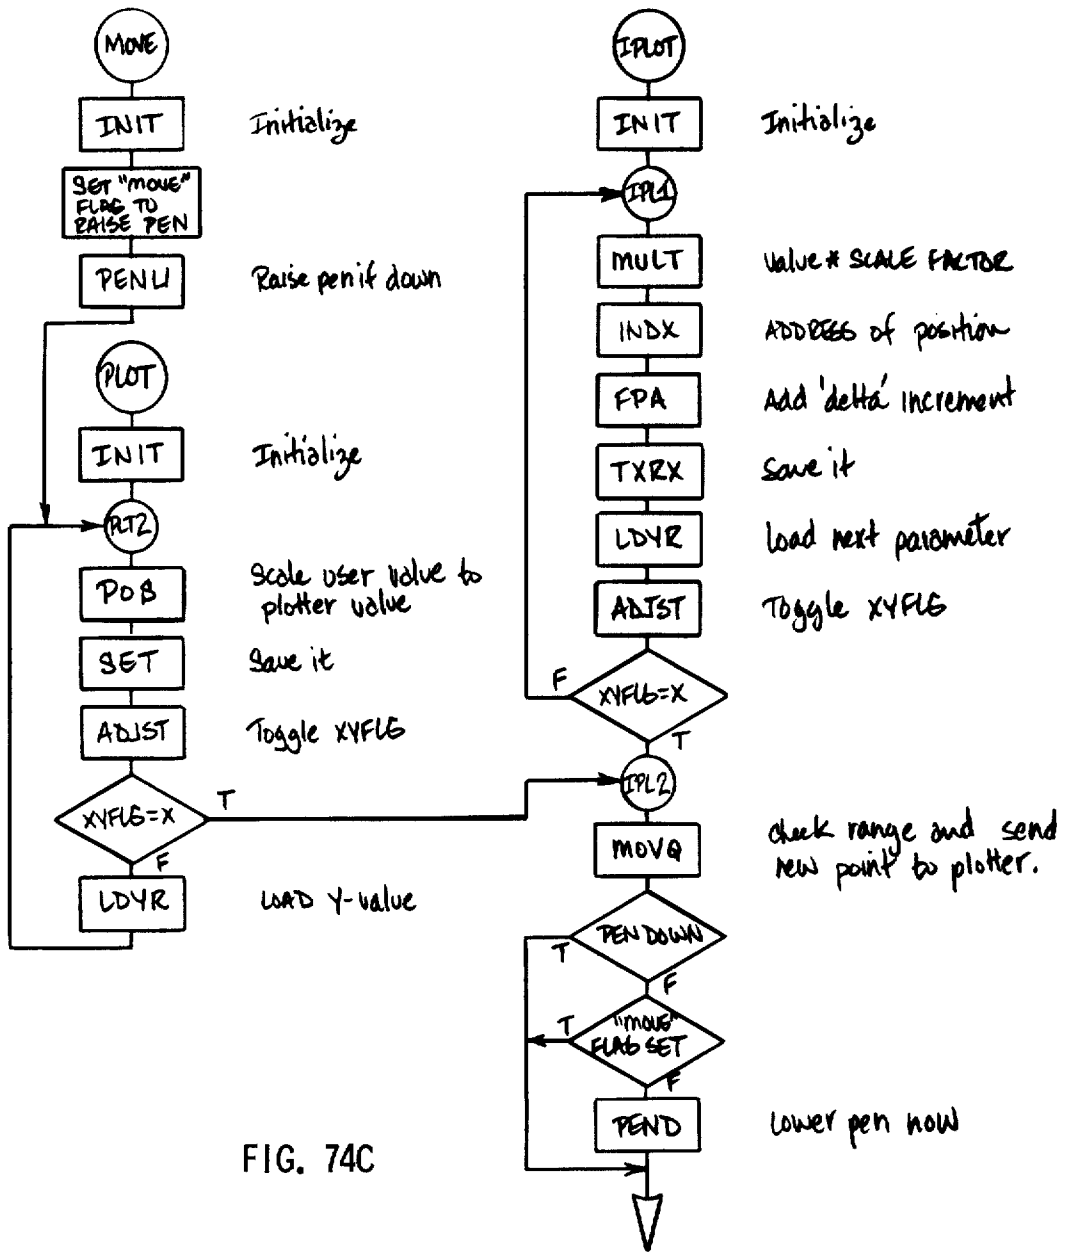 MOVE
INIT
Initialize
SET "MOVE"
FLAG TO
RAISE PEN
PENU
Raise pen if down
PLOT
INIT
Initialize
PLT2
POS
Scale user value to
plotter value
SET
Save it
ADJST
Toggle XYFLG
XYFLG=X
T
F
LDYR
LOAD Y-value
IPLOT
INIT
Initialize
IPL1
MULT
Value * SCALE FACTOR
INDX
ADDRESS of position
FPA
Add 'delta' increment
TXRX
Save it
LDYR
Load next parameter
ADJST
Toggle XYFLG
F
XYFLG=X
T
IPL2
MOVQ
check range and send
new point to plotter.
PEN DOWN
T
F
T
"MOVE"
FLAG SET
F
PEND
Lower pen now
FIG. 74C